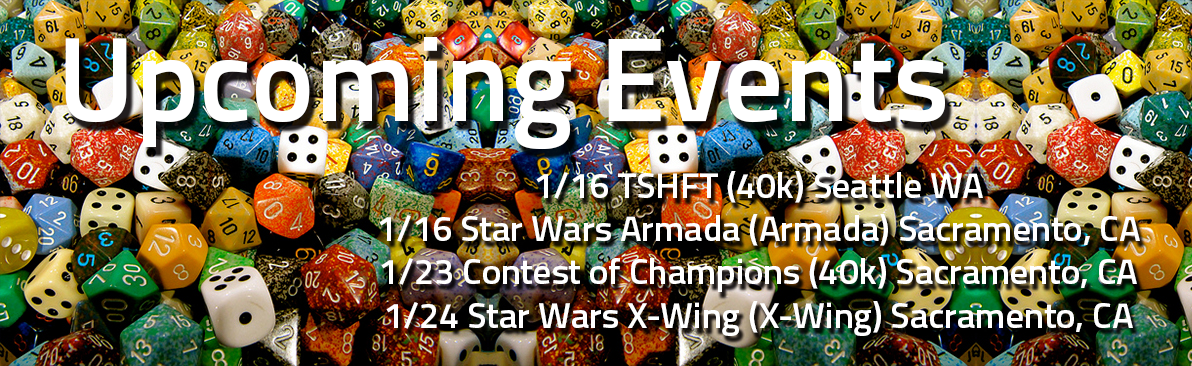 Upcoming Events
1/16 TSHFT (40k) Seattle WA
1/16 Star Wars Armada (Armada) Sacramento, CA
1/23 Contest of Champions (40k) Sacramento, CA
1/24 Star Wars X-Wing (X-Wing) Sacramento, CA